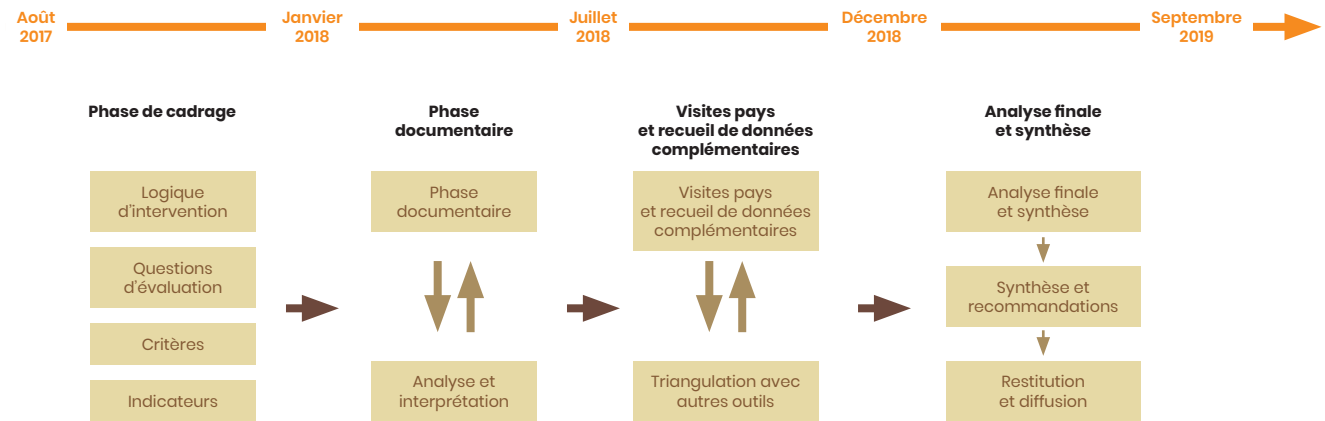 Août
2017
Janvier
2018
Juillet
2018
Décembre
2018
Septembre
2019
Phase de cadrage
Phase
documentaire
Visites pays
et recueil de données
complémentaires
Analyse finale
et synthèse
Logique
d'intervention
Questions
d'évaluation
Critères
Indicateurs
Phase
documentaire
Analyse et
interprétation
Visites pays
et recueil de données
complémentaires
Triangulation avec
autres outils
Analyse finale
et synthèse
Synthèse et
recommandations
Restitution
et diffusion